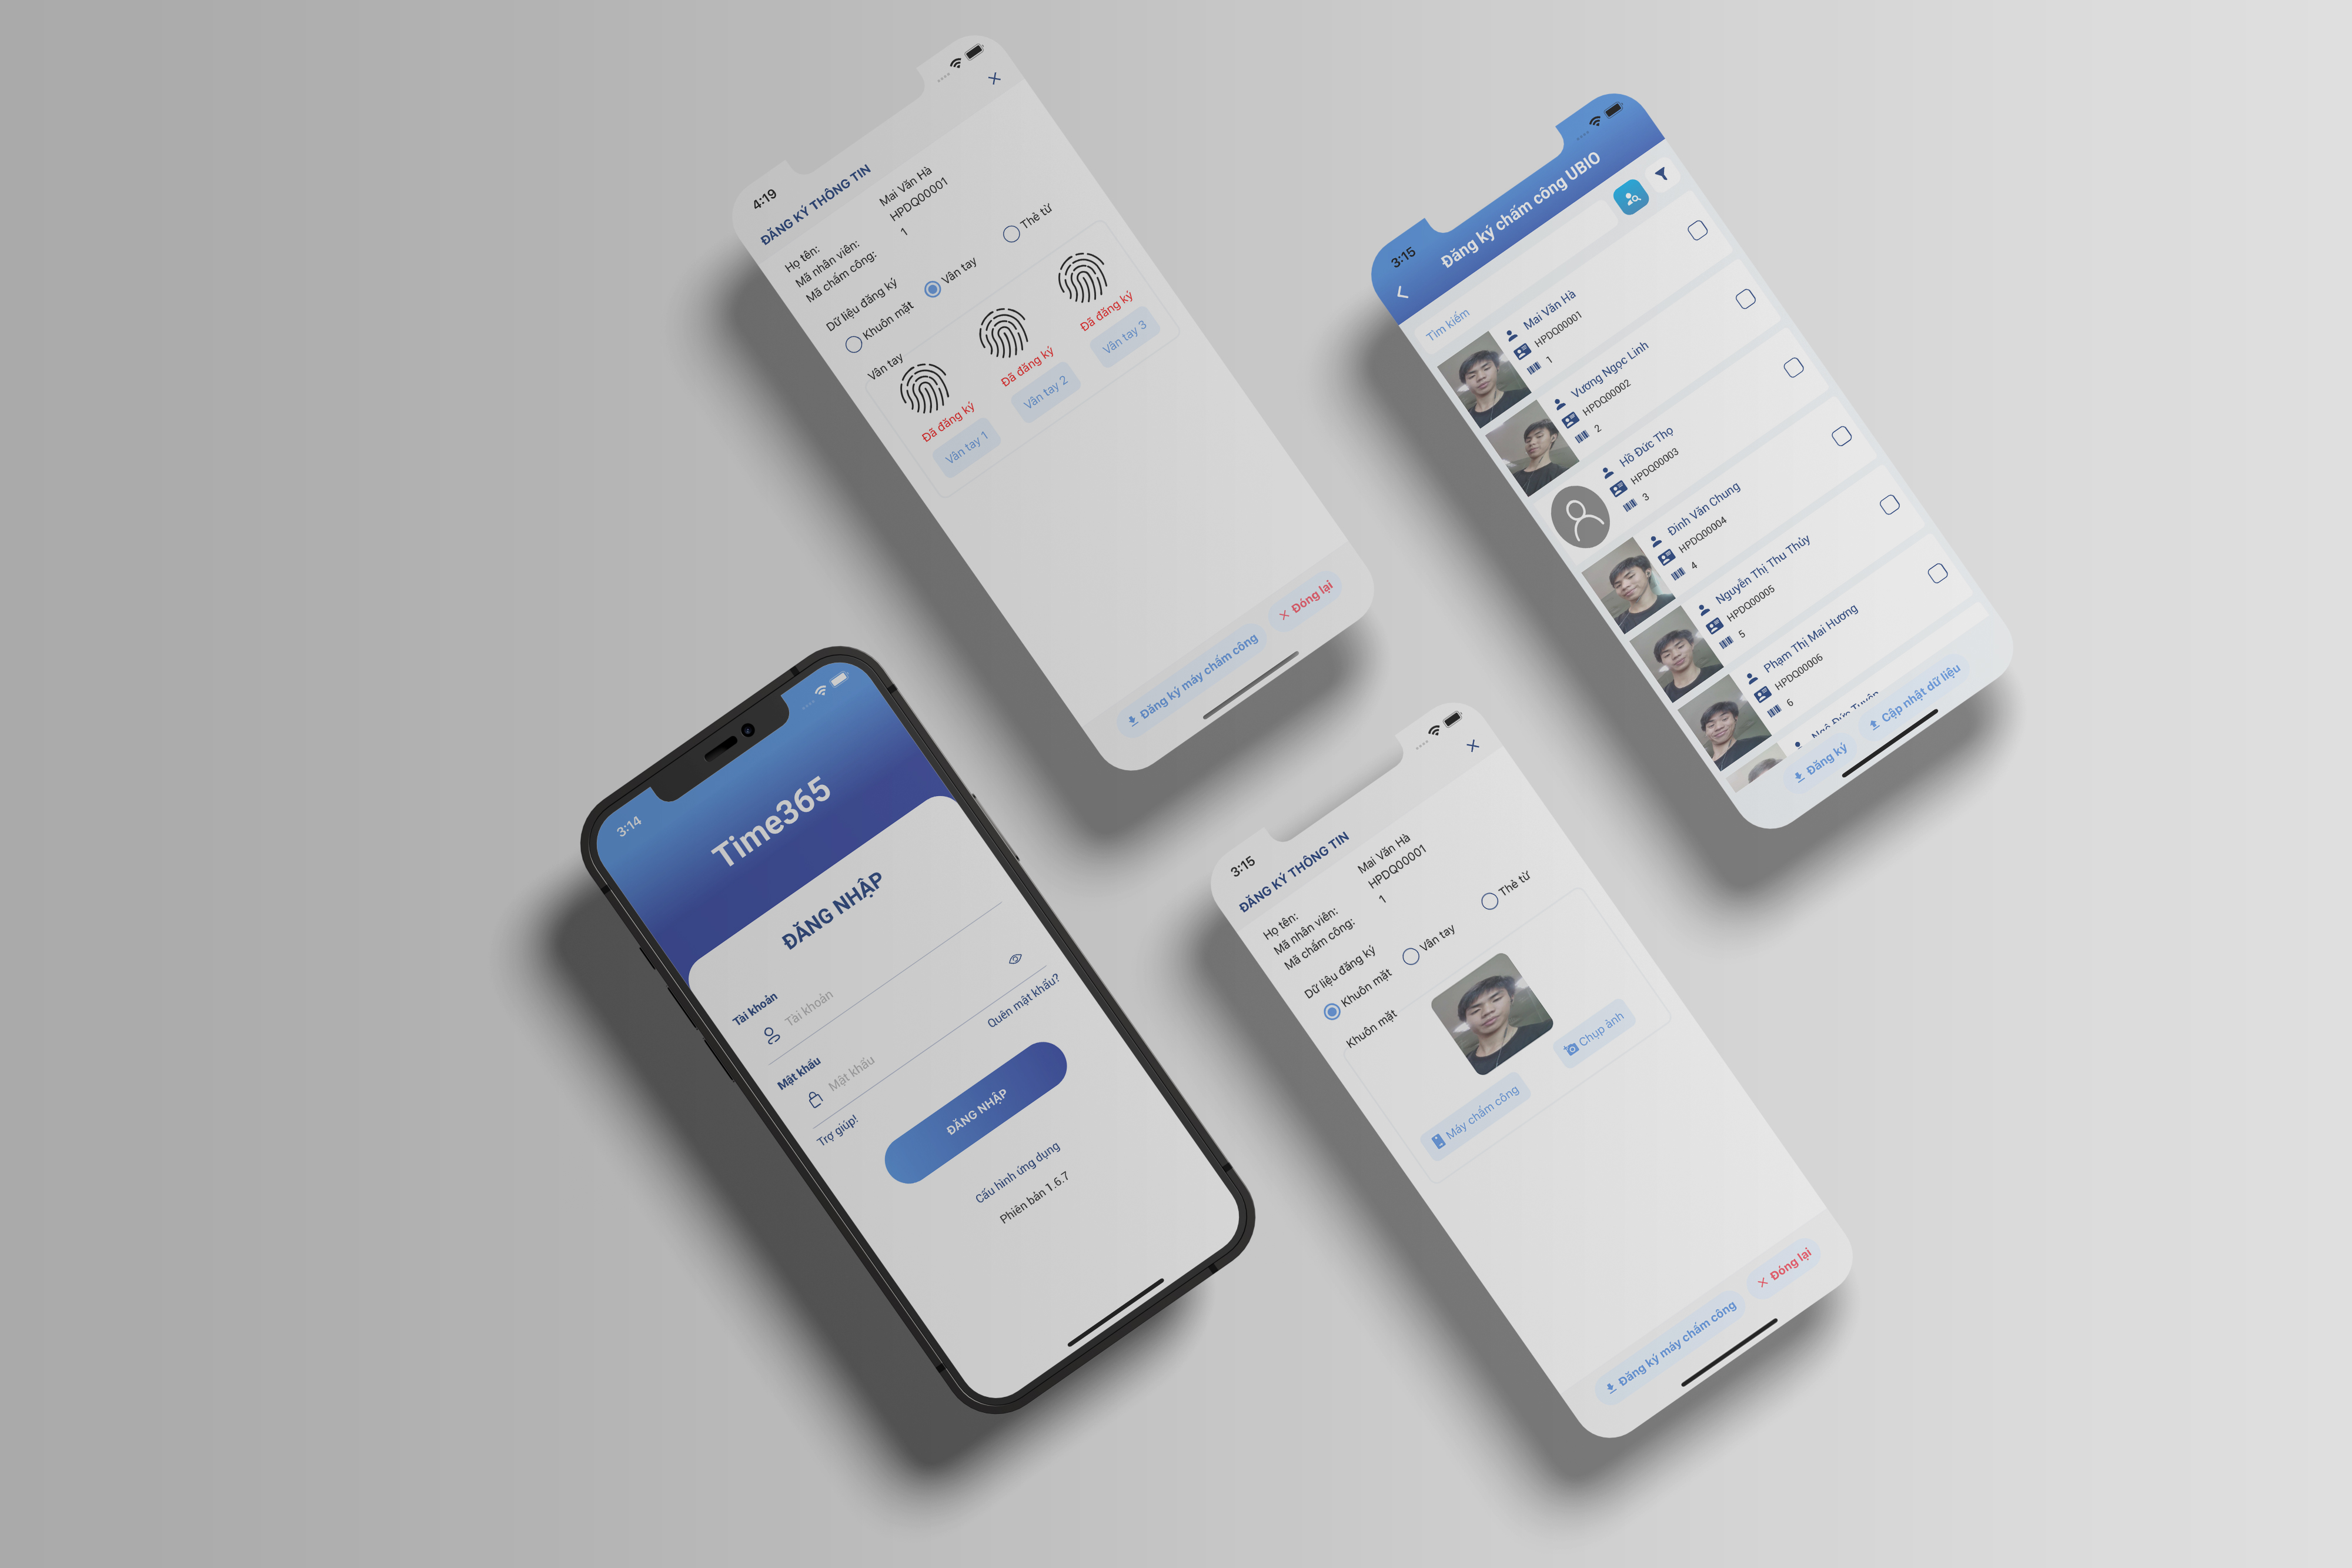 4:19
ĐĂNG KÝ THÔNG TIN
Họ tên: Mai Văn Hà
Mã nhân viên: HPDQ00001
Mã chấm công: 1
Dữ liệu đăng ký
Khuôn mặt Vân tay Thẻ từ
Vân tay
Đã đăng ký Đã đăng ký Đã đăng ký
Vân tay 1 Vân tay 2 Vân tay 3
Đăng ký máy chấm công Đóng lại
3:15
Đăng ký chấm công UBIO
Tìm kiếm
Mai Văn Hà
HPDQ00001
1
Vương Ngọc Linh
HPDQ00002
2
Hồ Đức Thọ
HPDQ00003
3
Đinh Văn Chung
HPDQ00004
4
Nguyễn Thị Thu Thủy
HPDQ00005
5
Phạm Thị Mai Hương
HPDQ00006
6
Ngô Đức Tuyên
Đăng ký Cập nhật dữ liệu
3:14
Time365
ĐĂNG NHẬP
Tài khoản
Tài khoản
Mật khẩu
Mật khẩu
Trợ giúp! Quên mật khẩu?
ĐĂNG NHẬP
Cấu hình ứng dụng
Phiên bản 1.6.7
3:15
ĐĂNG KÝ THÔNG TIN
Họ tên: Mai Văn Hà
Mã nhân viên: HPDQ00001
Mã chấm công: 1
Dữ liệu đăng ký
Khuôn mặt Vân tay Thẻ từ
Khuôn mặt
Máy chấm công Chụp ảnh
Đăng ký máy chấm công Đóng lại